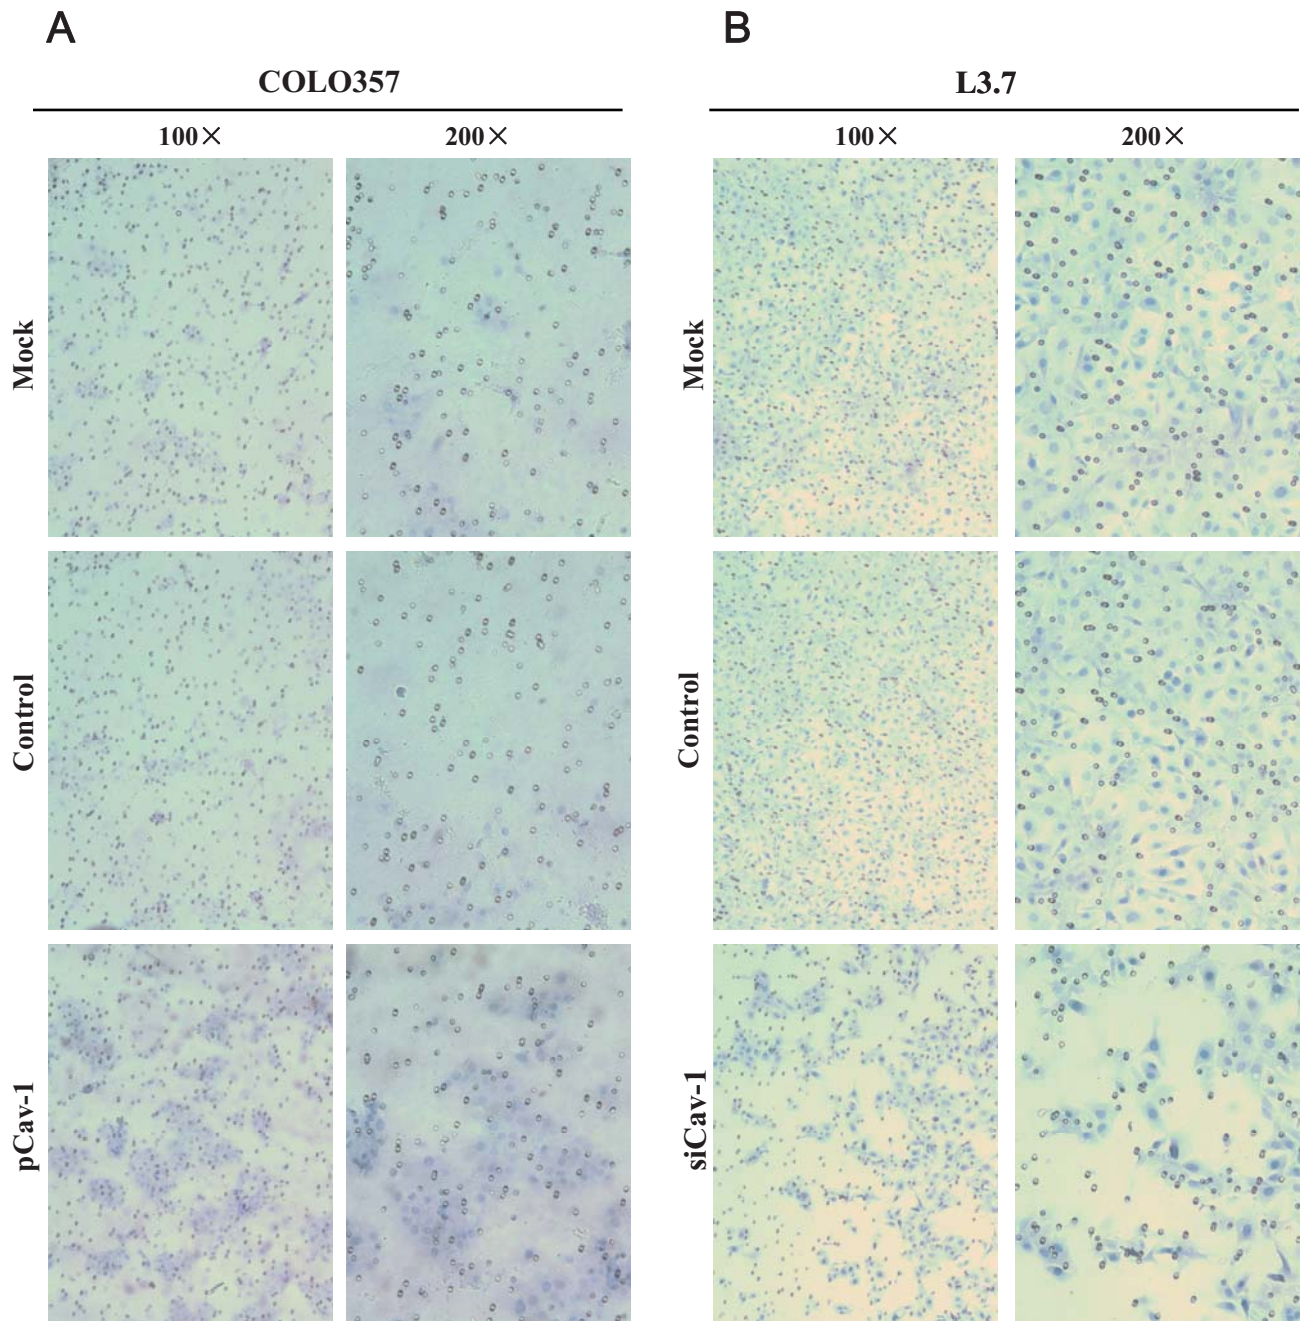 A
COLO357
100× 200×
Mock
Control
pCav-1
B
L3.7
100× 200×
Mock
Control
siCav-1